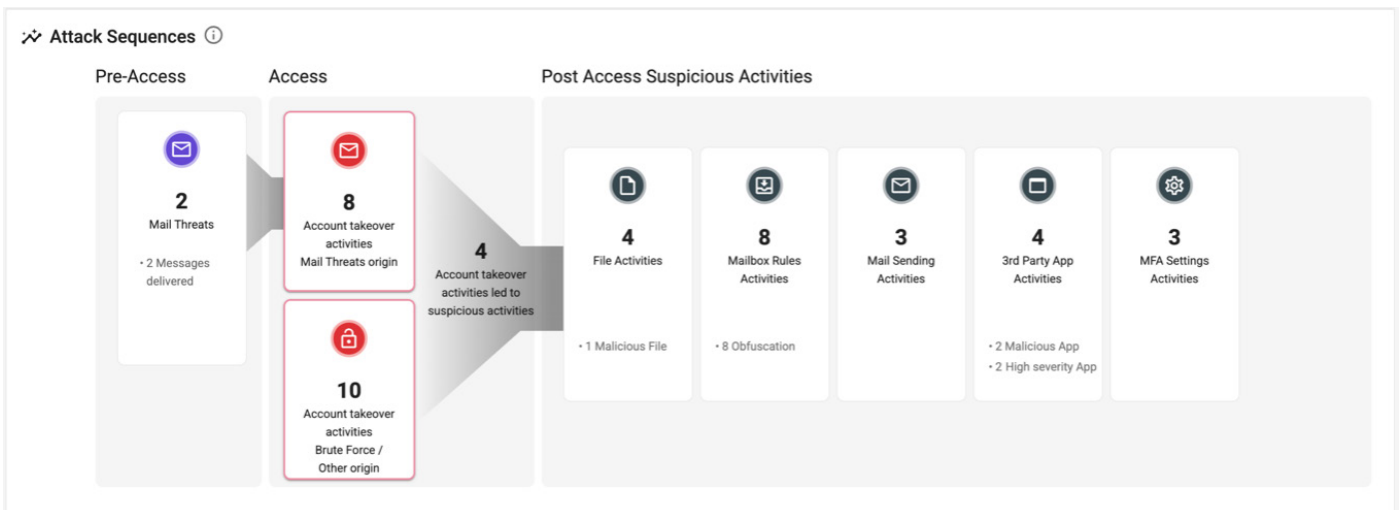 Attack Sequences
Pre-Access
Access
Post Access Suspicious Activities
2
Mail Threats
• 2 Messages
delivered
8
Account takeover
activities
Mail Threats origin
10
Account takeover
activities
Brute Force /
Other origin
4
Account takeover
activities led to
suspicious activities
4
File Activities
• 1 Malicious File
8
Mailbox Rules
Activities
• 8 Obfuscation
3
Mail Sending
Activities
4
3rd Party App
Activities
• 2 Malicious App
• 2 High severity App
3
MFA Settings
Activities